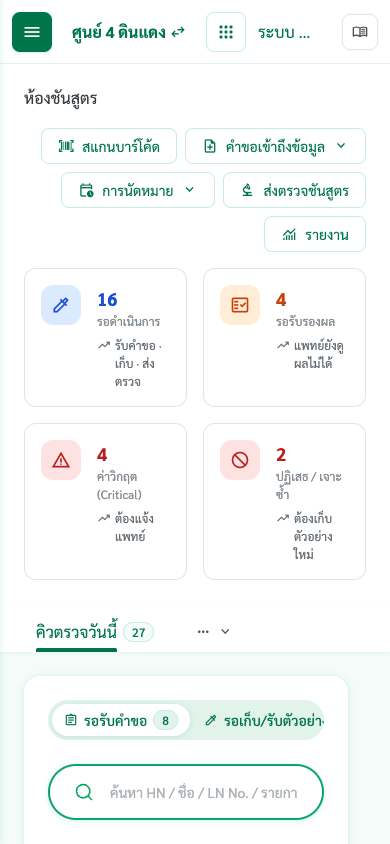 ศูนย์ 4 ดินแดง
ระบบ ...
ห้องชันสูตร
สแกนบาร์โค้ด
คำขอเข้าถึงข้อมูล
การนัดหมาย
ส่งตรวจชันสูตร
รายงาน
16
รอดำเนินการ
รับคำขอ ·
เก็บ · ส่ง
ตรวจ
4
รอรับรองผล
แพทย์ยังดู
ผลไม่ได้
4
ค่าวิกฤต
(Critical)
ต้องแจ้ง
แพทย์
2
ปฏิเสธ / เจาะ
ซ้ำ
ต้องเก็บ
ตัวอย่าง
ใหม่
คิวตรวจวันนี้ 27
รอรับคำขอ 8
รอเก็บ/รับตัวอย่าง
ค้นหา HN / ชื่อ / LN No. / รายกา